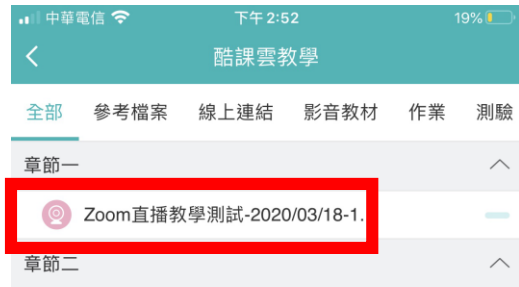 中華電信 下午 2:52 19%
酷課雲教學
全部 參考檔案 線上連結 影音教材 作業 測驗
章節一
Zoom直播教學測試-2020/03/18-1.
章節二